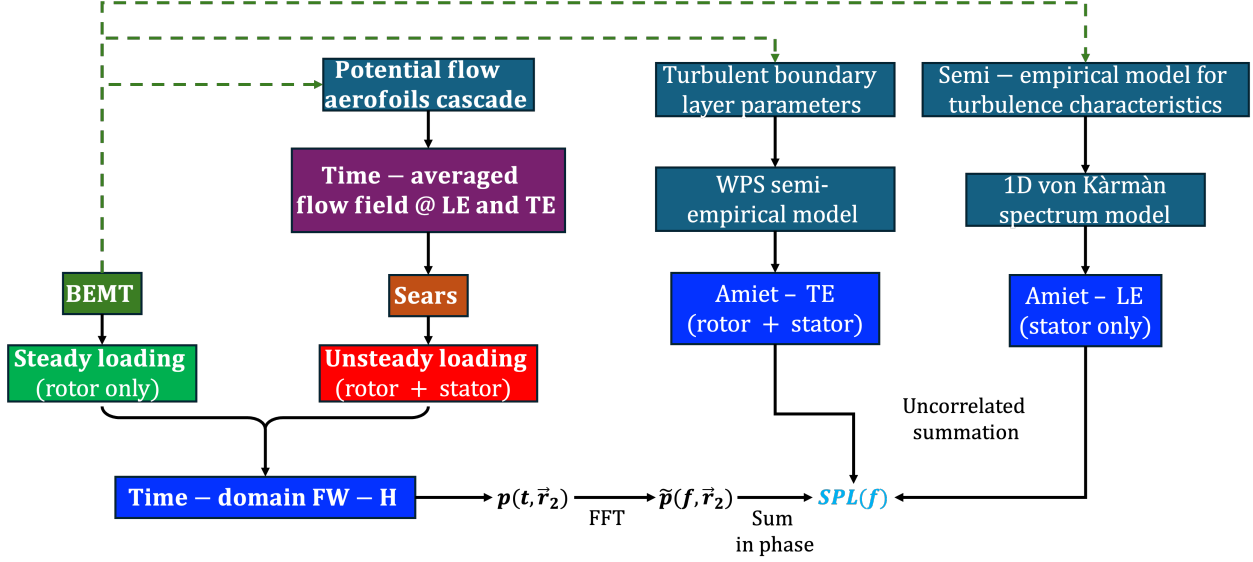 Potential flow
aerofoils cascade
Turbulent boundary
layer parameters
Semi − empirical model for
turbulence characteristics
Time − averaged
flow field @ LE and TE
WPS semi-
empirical model
1D von Kàrmàn
spectrum model
BEMT
Sears
Amiet – TE
(rotor + stator)
Amiet – LE
(stator only)
Steady loading
(rotor only)
Unsteady loading
(rotor + stator)
Uncorrelated
summation
Time − domain FW − H
p(t, r⃗₂)
FFT
p̃(f, r⃗₂)
Sum
in phase
SPL(f)